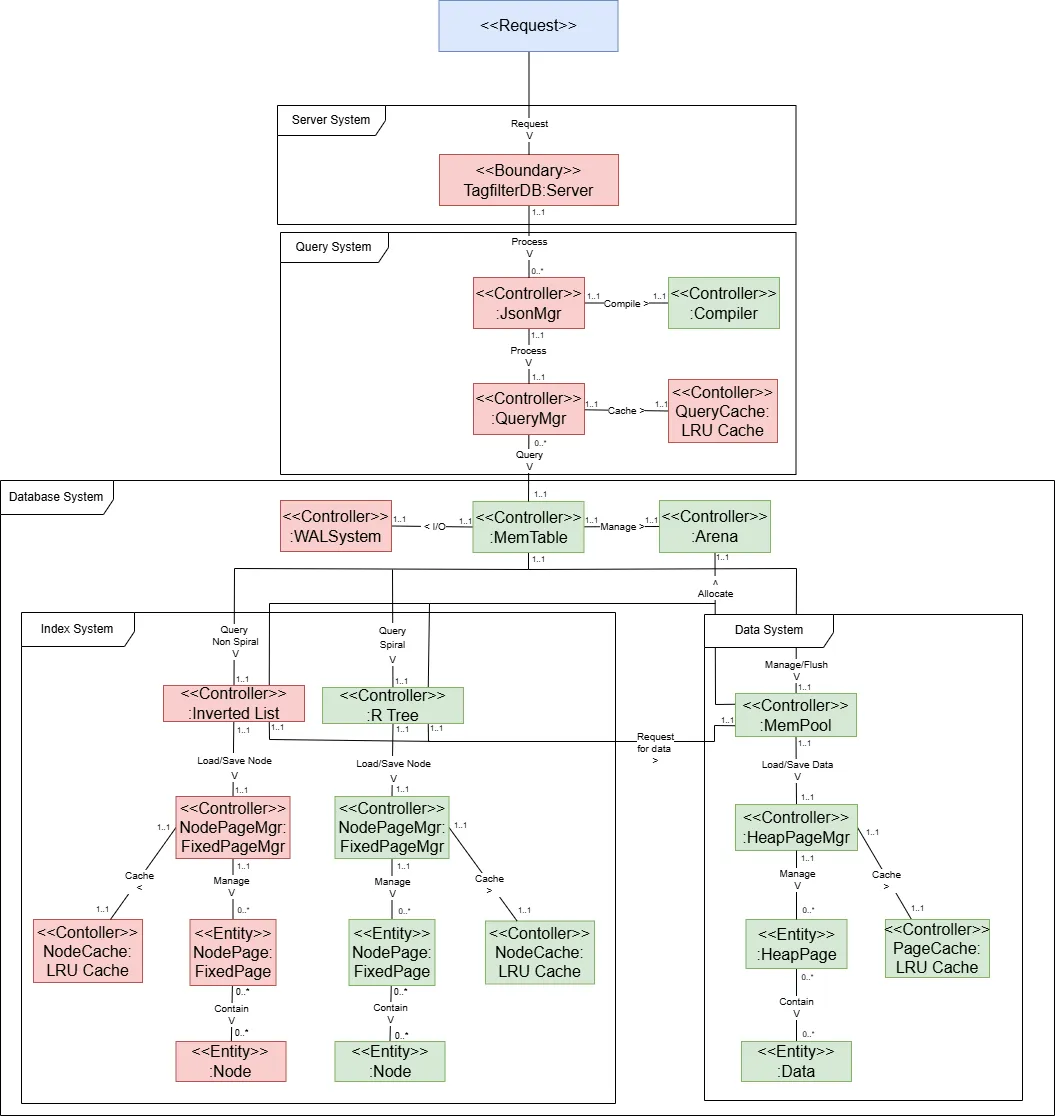 <<Request>>
Server System
Request
V
<<Boundary>>
TagfilterDB:Server
1..1
Query System
Process
V
0..*
<<Controller>>
:JsonMgr
1..1
Compile >
1..1
<<Controller>>
:Compiler
1..1
Process
V
1..1
<<Controller>>
:QueryMgr
1..1
Cache >
1..1
<<Contoller>>
QueryCache:
LRU Cache
0..*
Query
V
Database System
1..1
<<Controller>>
:WALSystem
1..1
< I/O
1..1
<<Controller>>
:MemTable
1..1
Manage >
1..1
<<Controller>>
:Arena
1..1
1..1
^
Allocate
Index System
Query
Non Spiral
V
1..1
Query
Spiral
V
1..1
Data System
Manage/Flush
V
1..1
<<Controller>>
:Inverted List
<<Controller>>
:R Tree
<<Controller>>
:MemPool
1..1
1..1
1..1
1..1
1..1
Request
for data
>
1..1
Load/Save Node
V
1..1
Load/Save Node
V
1..1
Load/Save Data
V
1..1
<<Controller>>
NodePageMgr:
FixedPageMgr
<<Controller>>
NodePageMgr:
FixedPageMgr
<<Controller>>
:HeapPageMgr
1..1
Cache
<
1..1
1..1
Manage
V
0..*
1..1
Manage
V
0..*
1..1
Cache
>
1..1
1..1
Manage
V
0..*
1..1
Cache
>
1..1
<<Contoller>>
NodeCache:
LRU Cache
<<Entity>>
NodePage:
FixedPage
<<Entity>>
NodePage:
FixedPage
<<Contoller>>
NodeCache:
LRU Cache
<<Entity>>
:HeapPage
<<Controller>>
PageCache:
LRU Cache
0..*
Contain
V
0..*
0..*
Contain
V
0..*
0..*
Contain
V
0..*
<<Entity>>
:Node
<<Entity>>
:Node
<<Entity>>
:Data